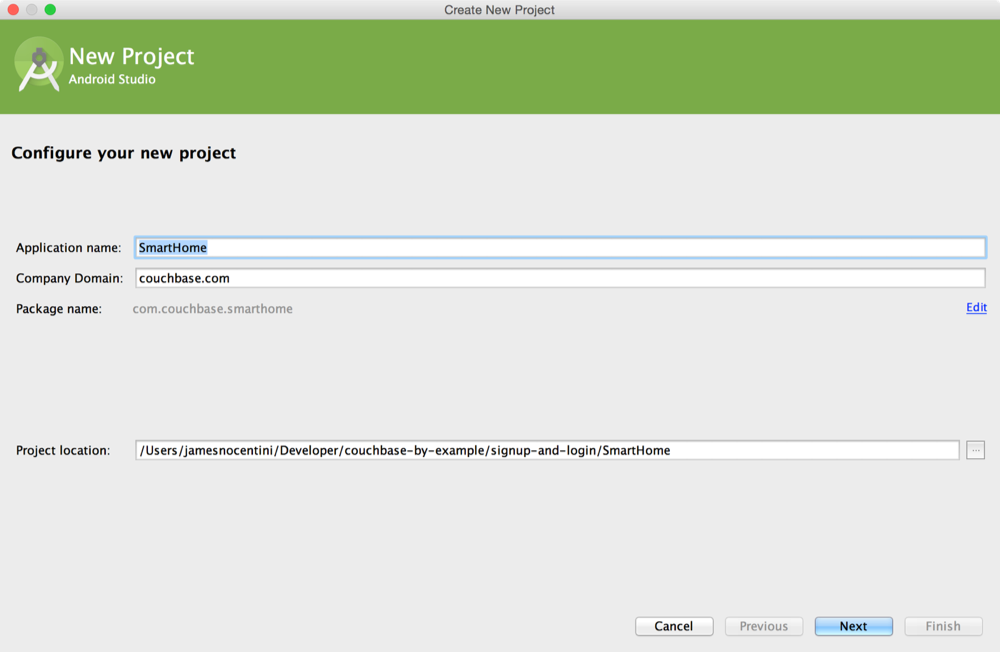 Create New Project
New Project
Android Studio
Configure your new project
Application name: SmartHome
Company Domain: couchbase.com
Package name: com.couchbase.smarthome Edit
Project location: /Users/jamesnocentini/Developer/couchbase-by-example/signup-and-login/SmartHome ...
Cancel Previous Next Finish